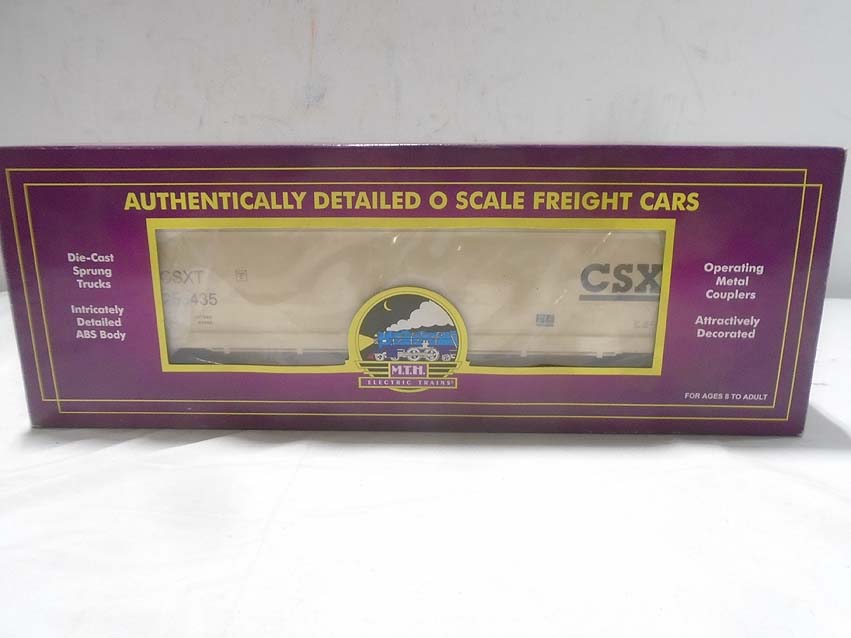 AUTHENTICALLY DETAILED O SCALE FREIGHT CARS
Die-Cast
Sprung
Trucks
Intricately
Detailed
ABS Body
CSXT
435
CSX
Operating
Metal
Couplers
Attractively
Decorated
M.T.H.
ELECTRIC TRAINS
FOR AGES 8 TO ADULT